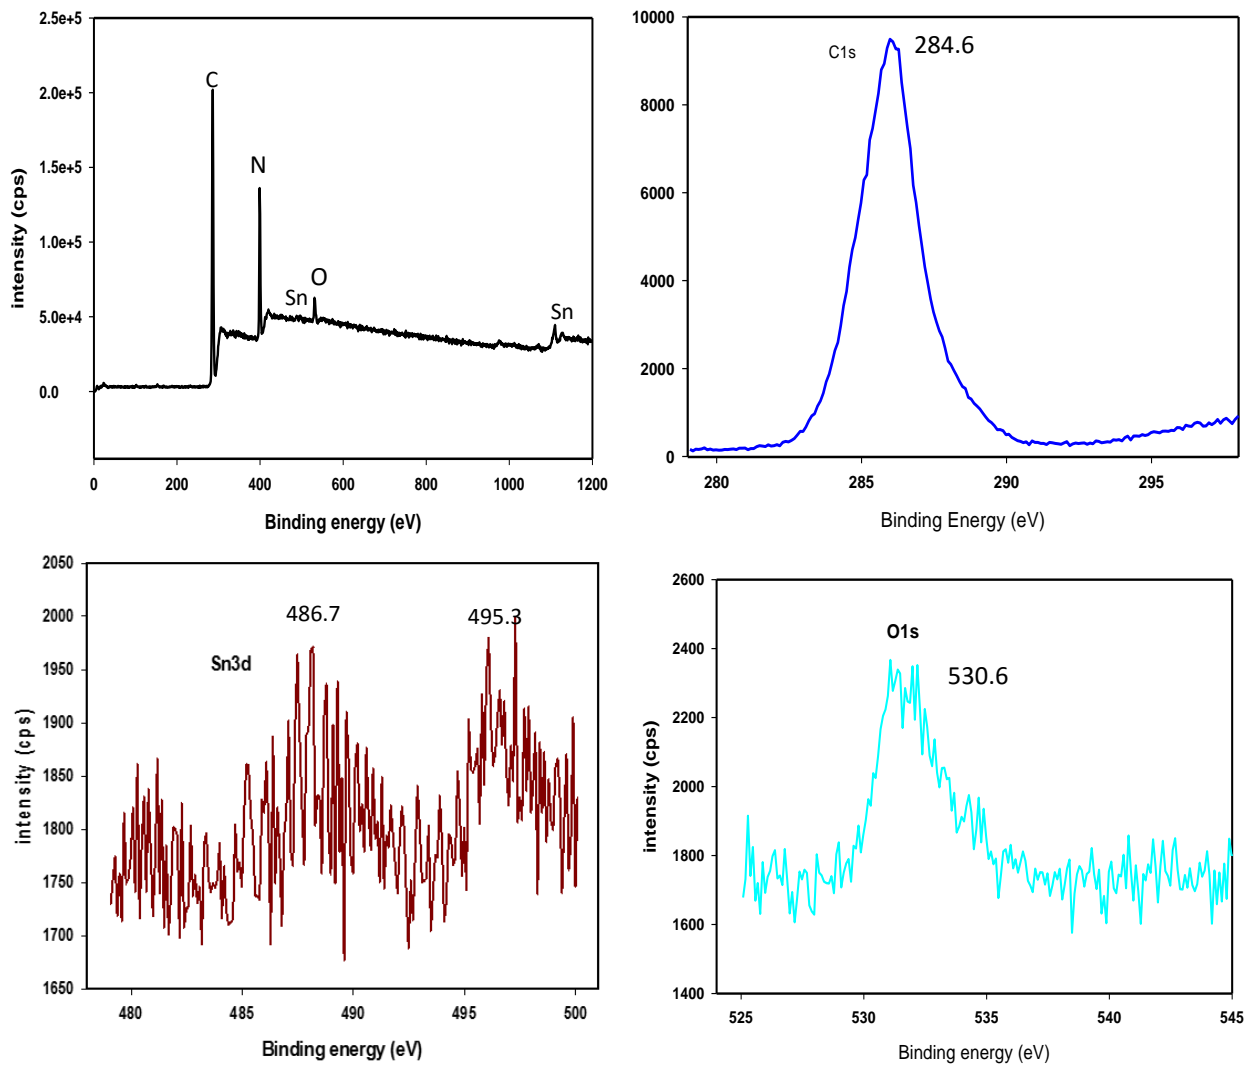 2.5e+5
2.0e+5
1.5e+5
1.0e+5
5.0e+4
0.0
intensity (cps)
C
N
Sn
O
Sn
0 200 400 600 800 1000 1200
Binding energy (eV)
10000
8000
6000
4000
2000
0
C1s
284.6
280 285 290 295
Binding Energy (eV)
2050
2000
1950
1900
1850
1800
1750
1700
1650
intensity (cps)
486.7
495.3
Sn3d
480 485 490 495 500
Binding energy (eV)
2600
2400
2200
2000
1800
1600
1400
intensity (cps)
O1s
530.6
525 530 535 540 545
Binding energy (eV)